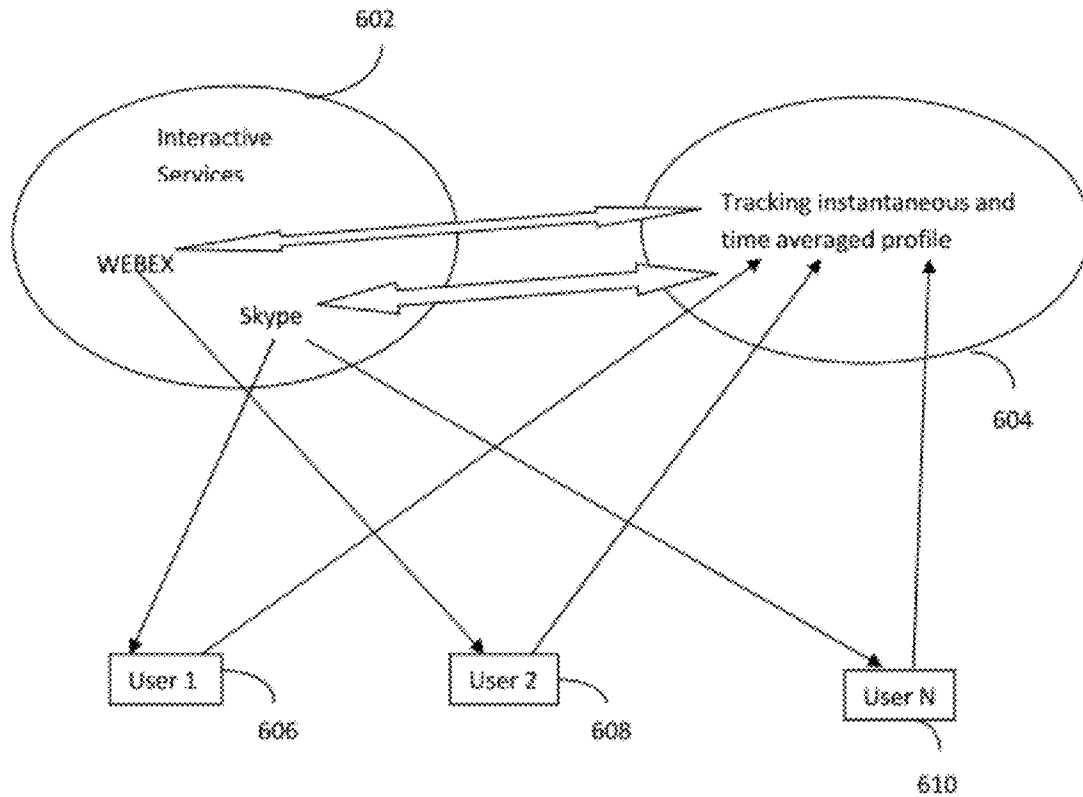 602
Interactive
Services
Tracking instantaneous and
time averaged profile
WEBEX
Skype
604
User 1
User 2
User N
606
608
610